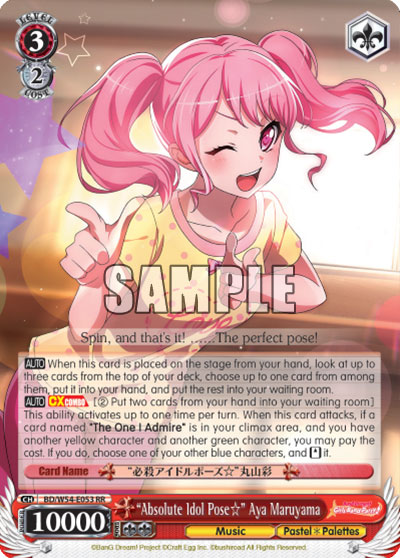 LEVEL
3
2
COST
SAMPLE
Spin, and that's it! ……The perfect pose!
AUTO When this card is placed on the stage from your hand, look at up to three cards from the top of your deck, choose up to one card from among them, put it into your hand, and put the rest into your waiting room.
AUTO CXCOMBO [② Put two cards from your hand into your waiting room]
This ability activates up to one time per turn. When this card attacks, if a card named "The One I Admire" is in your climax area, and you have another yellow character and another green character, you may pay the cost. If you do, choose one of your other blue characters, and it.
Card Name "必殺アイドルポーズ☆"丸山彩
CH BD/W54-E053 RR
"Absolute Idol Pose☆" Aya Maruyama
10000
Music
Pastel＊Palettes
©BanG Dream! Project ©Craft Egg Inc. ©bushiroad All Rights Reserved.